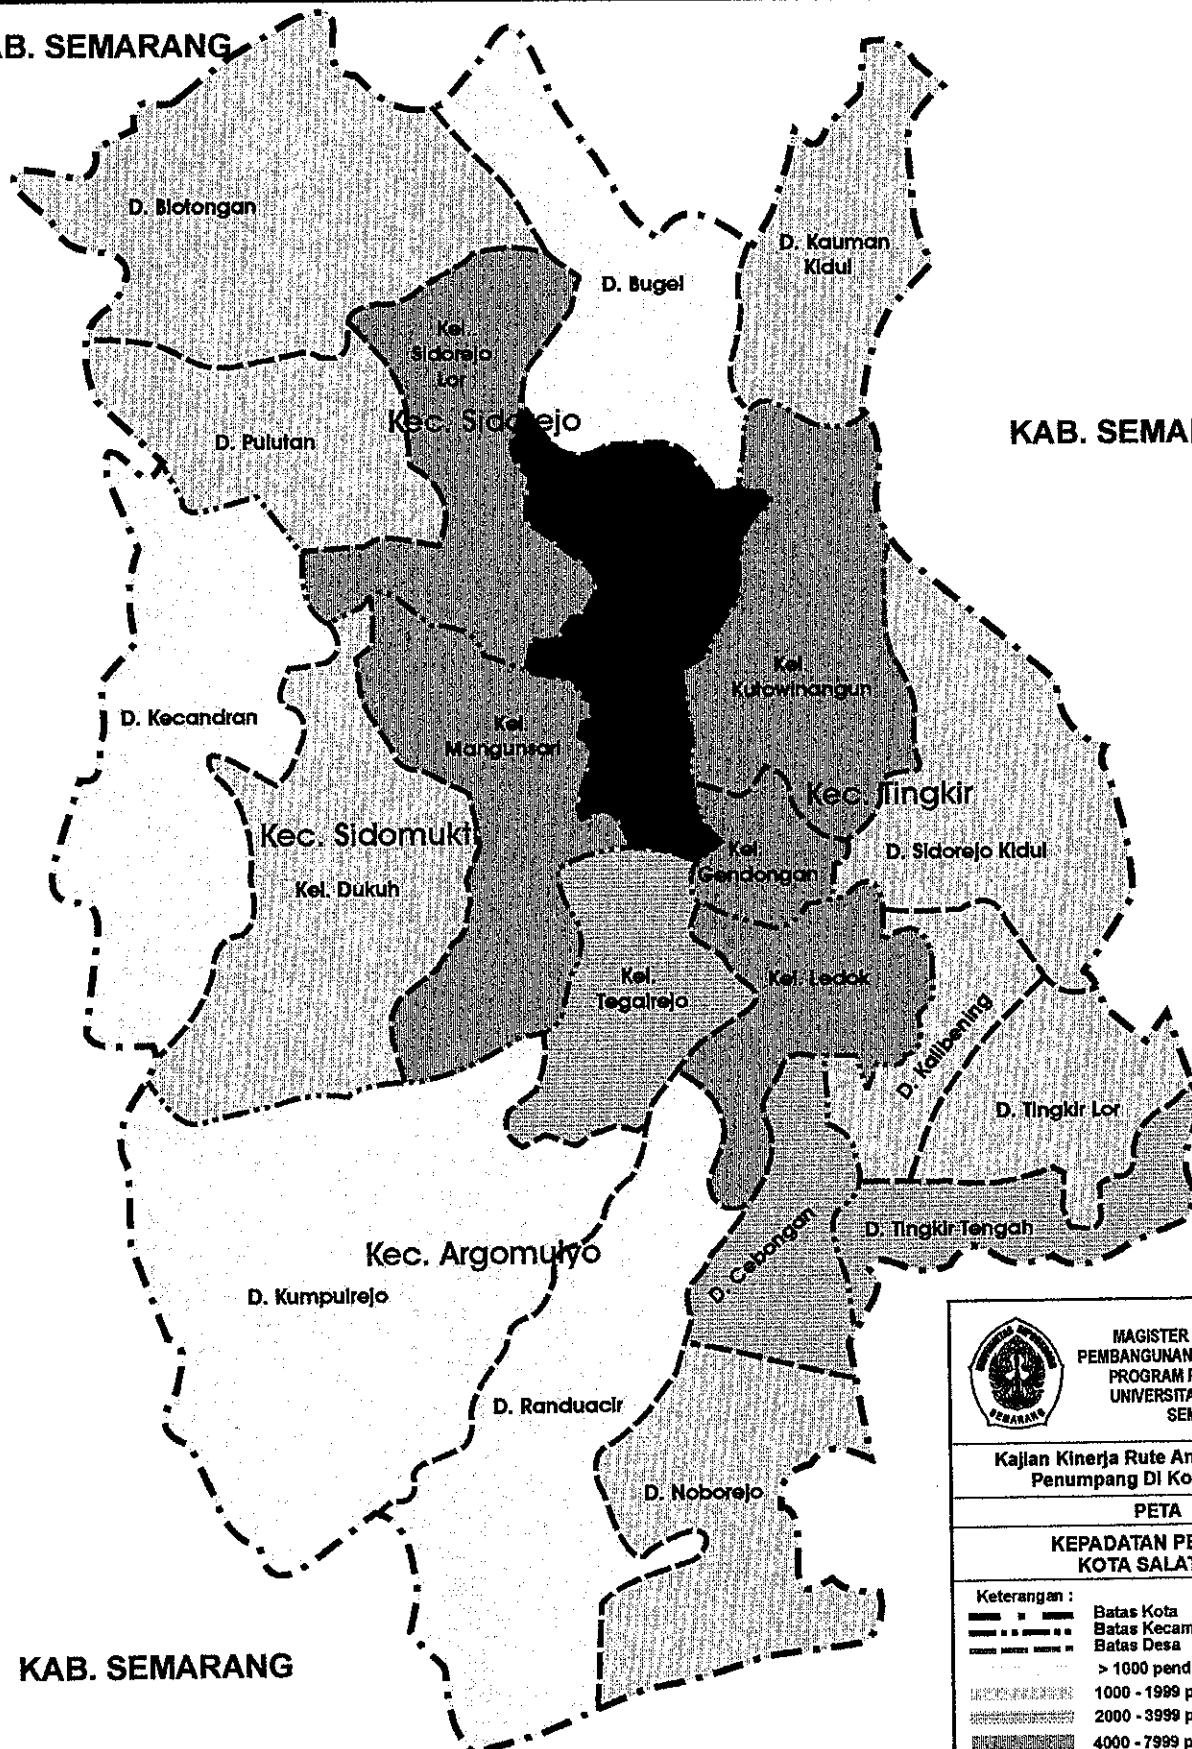 AB. SEMARANG
D. Blotongan
D. Kauman
Kidul
D. Bugel
Kel.
Sidorejo
Lor
Kec. Sidorejo
D. Pulutan
KAB. SEMA
Kel.
Kutowinangun
D. Kecandran
Kel.
Mangunsari
Kec. Tingkir
Kec. Sidomukti
D. Sidorejo Kidul
Kel.
Gendongan
Kel. Dukuh
Kel.
Tegalrejo
Kel. Ledok
D. Kalibening
D. Tingkir Lor
D. Tingkir Tengah
D. Cebongan
Kec. Argomulyo
D. Kumpulrejo
D. Randuacir
D. Noborejo
KAB. SEMARANG
SEMARANG
MAGISTER
PEMBANGUNAN
PROGRAM P
UNIVERSITA
SEM
Kajian Kinerja Rute An
Penumpang Di Ko
PETA
KEPADATAN PE
KOTA SALAT
Keterangan :
Batas Kota
Batas Kecam
Batas Desa
> 1000 pend
1000 - 1999 p
2000 - 3999 p
4000 - 7999 p